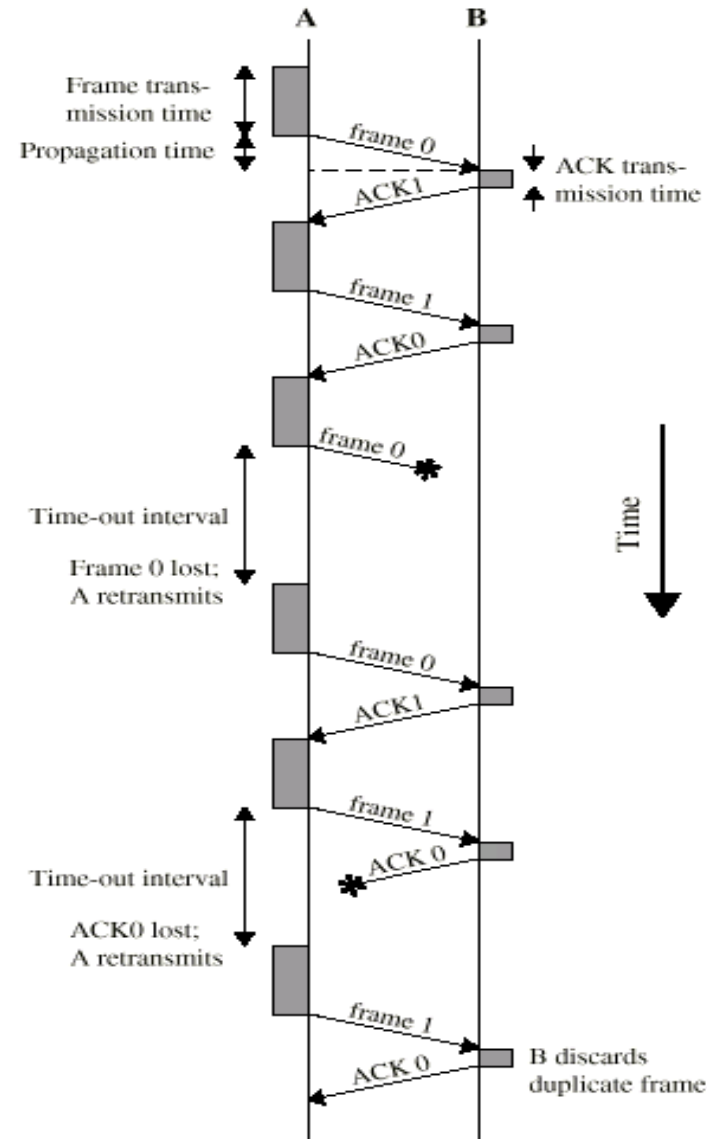 A
B
Frame trans-
mission time
Propagation time
frame 0
ACK trans-
mission time
ACK1
frame 1
ACK0
frame 0
Time-out interval
Time
Frame 0 lost;
A retransmits
frame 0
ACK1
frame 1
ACK 0
Time-out interval
ACK0 lost;
A retransmits
frame 1
B discards
duplicate frame
ACK 0